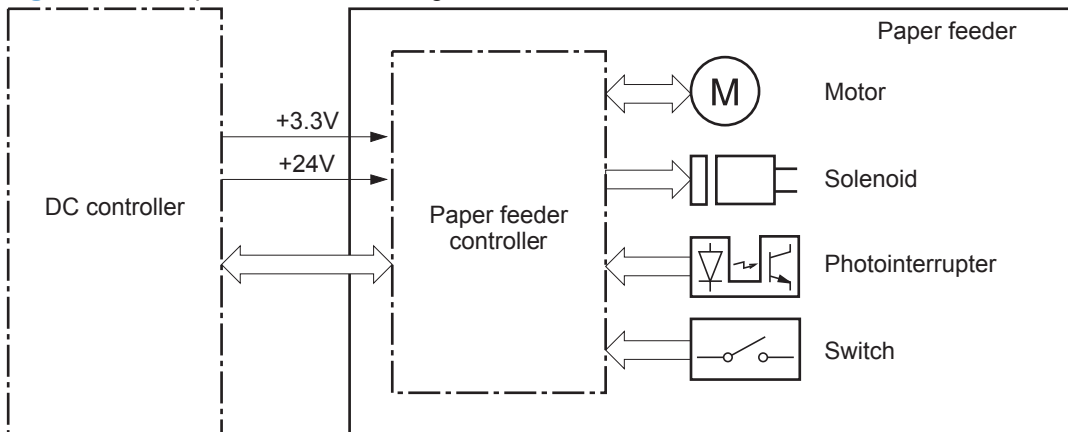 Paper feeder
M
Motor
+3.3V
+24V
Solenoid
DC controller
Paper feeder
controller
Photointerrupter
Switch